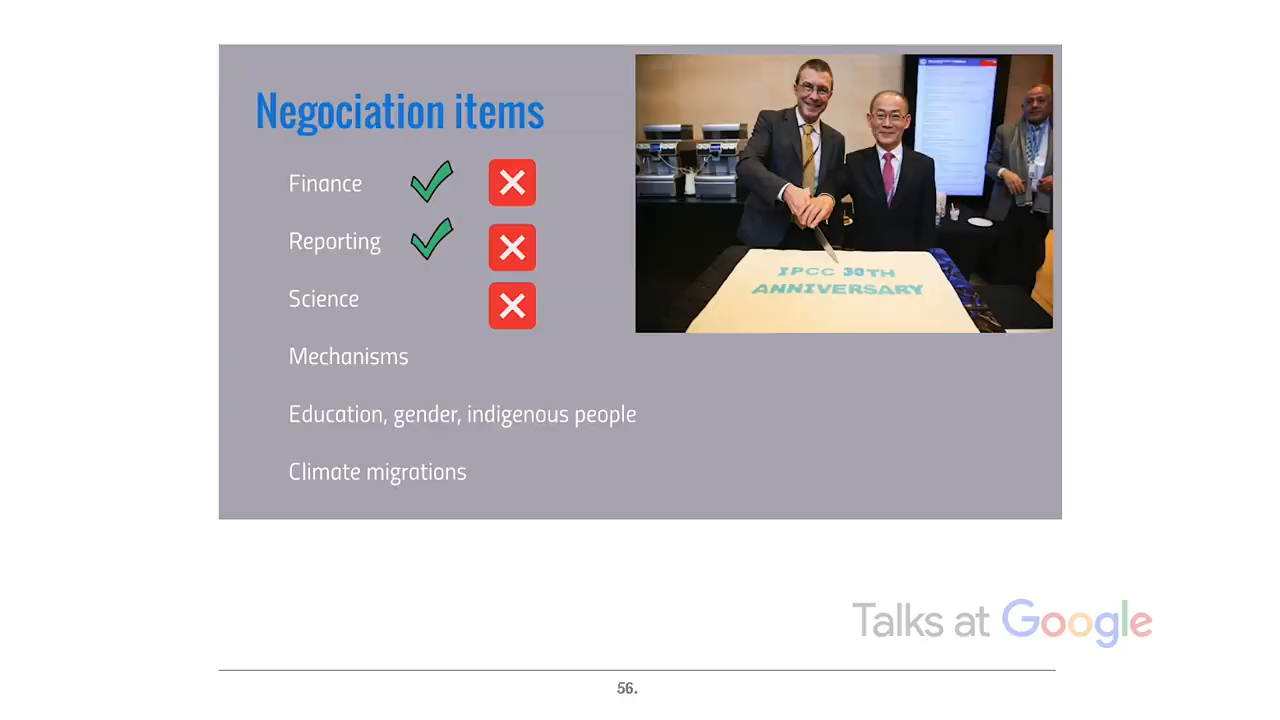 Negociation items
Finance
Reporting
Science
Mechanisms
Education, gender, indigenous people
Climate migrations
IPCC 30TH
ANNIVERSARY
Talks at Google
56.